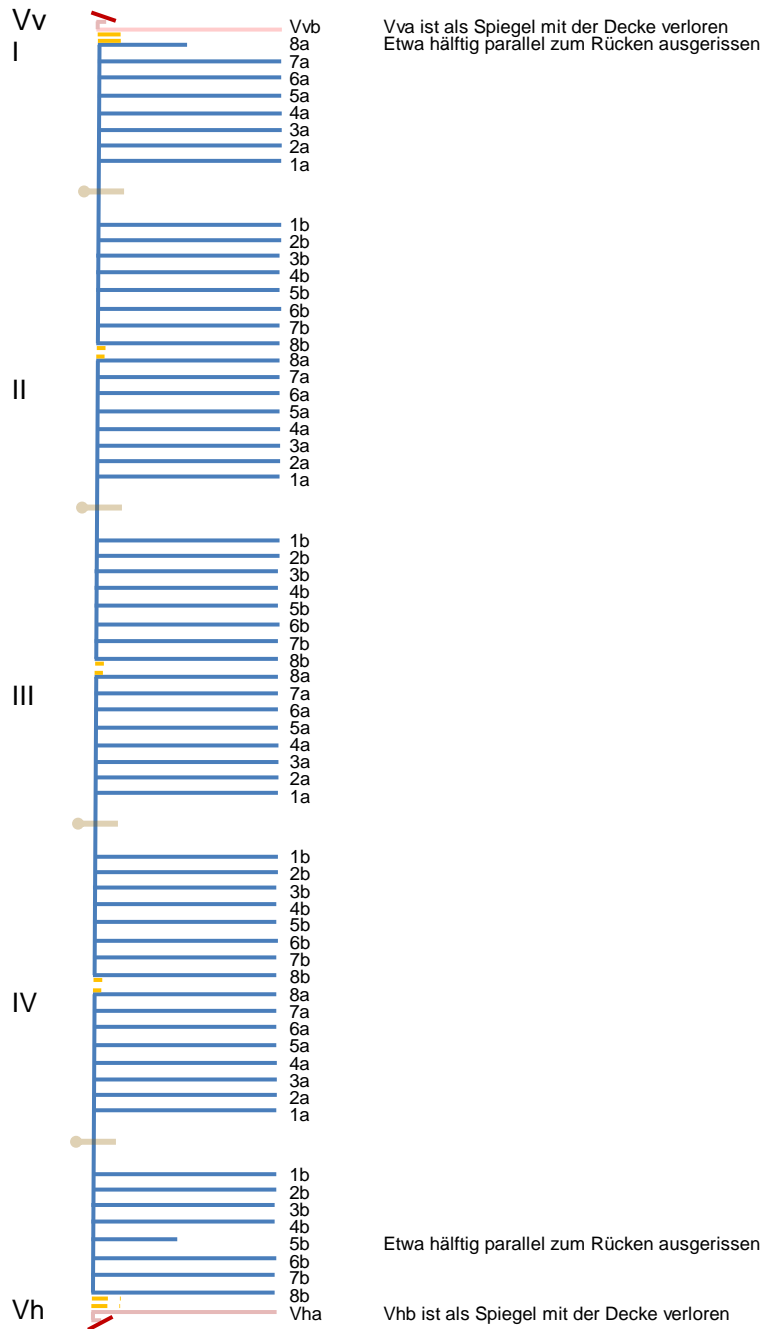 Vv
Vvb Vva ist als Spiegel mit der Decke verloren
I
8a Etwa hälftig parallel zum Rücken ausgerissen
7a
6a
5a
4a
3a
2a
1a
1b
2b
3b
4b
5b
6b
7b
8b
8a
II
7a
6a
5a
4a
3a
2a
1a
1b
2b
3b
4b
5b
6b
7b
8b
8a
III
7a
6a
5a
4a
3a
2a
1a
1b
2b
3b
4b
5b
6b
7b
8b
8a
IV
7a
6a
5a
4a
3a
2a
1a
1b
2b
3b
4b
5b Etwa hälftig parallel zum Rücken ausgerissen
6b
7b
8b
Vh
Vha Vhb ist als Spiegel mit der Decke verloren